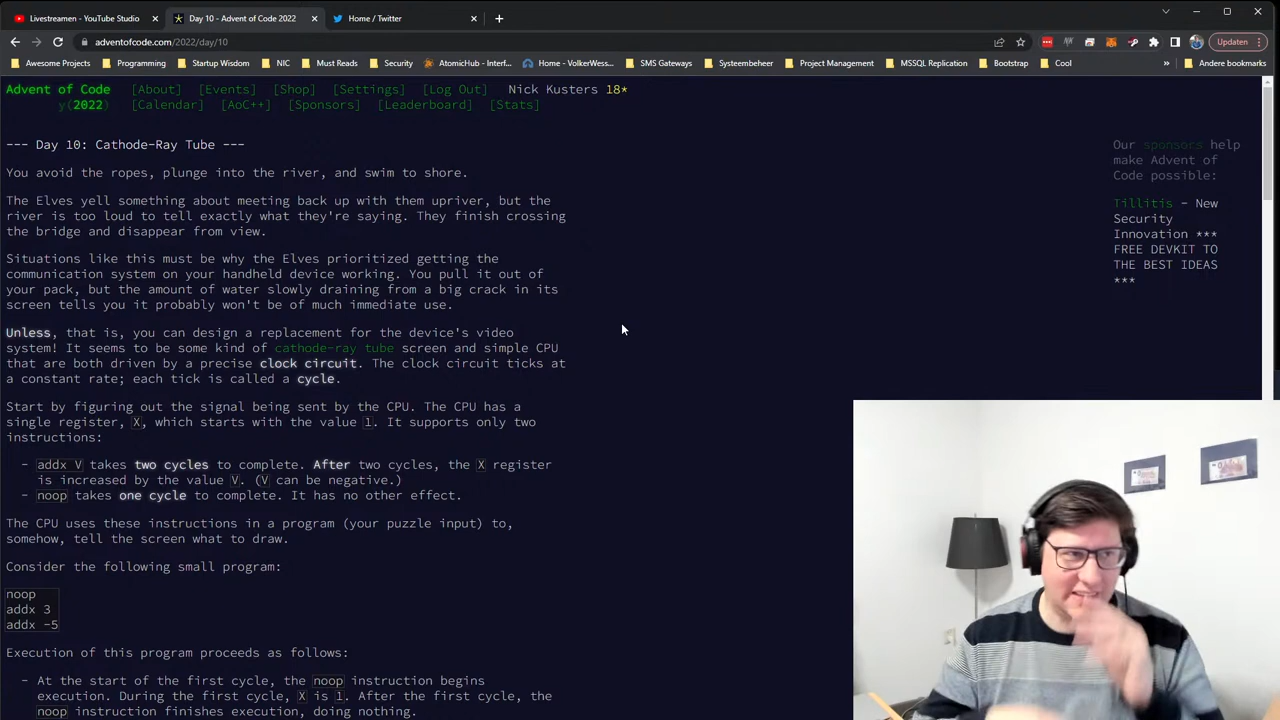 Livestreamen - YouTube Studio
Day 10 - Advent of Code 2022
Home / Twitter
adventofcode.com/2022/day/10
Updaten
Awesome Projects
Programming
Startup Wisdom
NIC
Must Reads
Security
AtomicHub - Interf...
Home - VolkerWess...
SMS Gateways
Systeembeheer
Project Management
MSSQL Replication
Bootstrap
Cool
»
Andere bookmarks
Advent of Code [About] [Events] [Shop] [Settings] [Log Out] Nick Kusters 18*
y(2022) [Calendar] [AoC++] [Sponsors] [Leaderboard] [Stats]
--- Day 10: Cathode-Ray Tube ---
You avoid the ropes, plunge into the river, and swim to shore.
The Elves yell something about meeting back up with them upriver, but the
river is too loud to tell exactly what they're saying. They finish crossing
the bridge and disappear from view.
Situations like this must be why the Elves prioritized getting the
communication system on your handheld device working. You pull it out of
your pack, but the amount of water slowly draining from a big crack in its
screen tells you it probably won't be of much immediate use.
Unless, that is, you can design a replacement for the device's video
system! It seems to be some kind of cathode-ray tube screen and simple CPU
that are both driven by a precise clock circuit. The clock circuit ticks at
a constant rate; each tick is called a cycle.
Start by figuring out the signal being sent by the CPU. The CPU has a
single register, X, which starts with the value 1. It supports only two
instructions:
- addx V takes two cycles to complete. After two cycles, the X register
is increased by the value V. (V can be negative.)
- noop takes one cycle to complete. It has no other effect.
The CPU uses these instructions in a program (your puzzle input) to,
somehow, tell the screen what to draw.
Consider the following small program:
noop
addx 3
addx -5
Execution of this program proceeds as follows:
- At the start of the first cycle, the noop instruction begins
execution. During the first cycle, X is 1. After the first cycle, the
noop instruction finishes execution, doing nothing.
Our sponsors help
make Advent of
Code possible:
Tillitis - New
Security
Innovation ***
FREE DEVKIT TO
THE BEST IDEAS
***